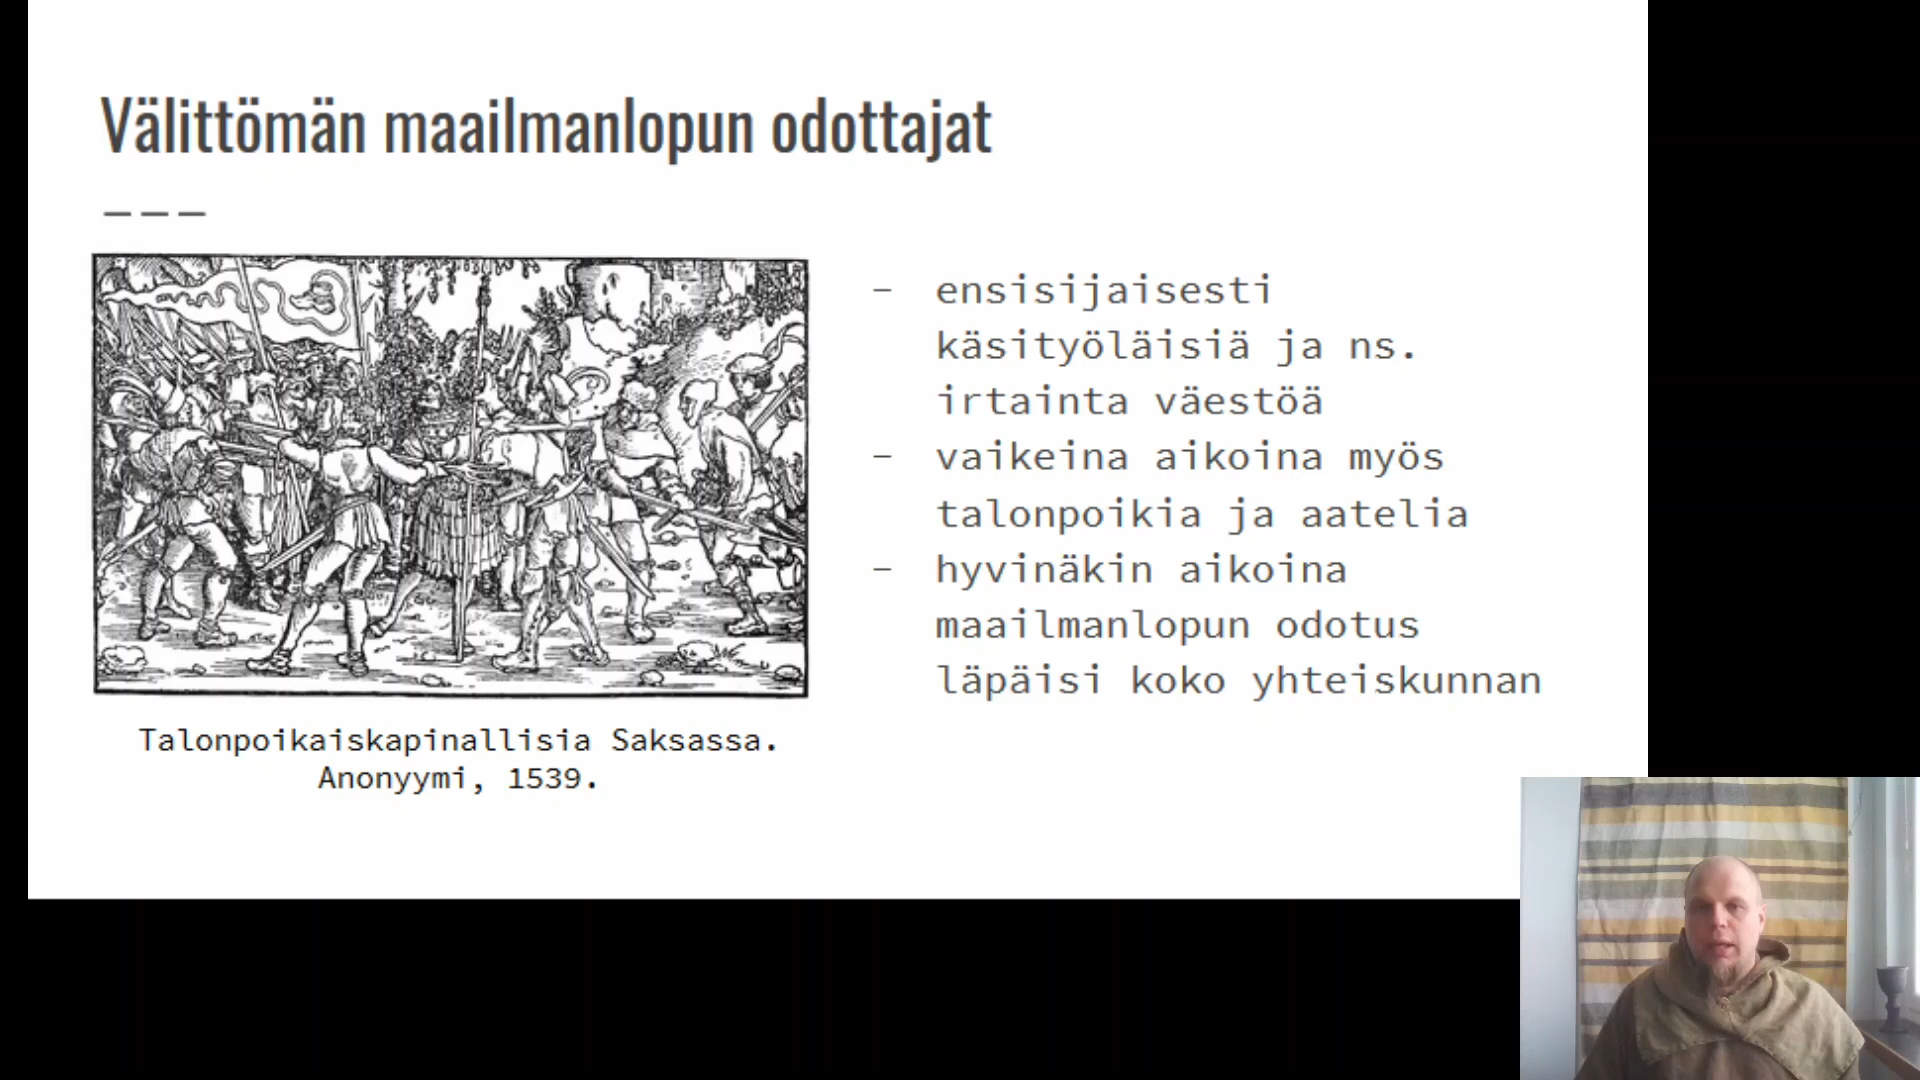 Välittömän maailmanlopun odottajat
– ensisijaisesti
käsityöläisiä ja ns.
irtainta väestöä
– vaikeina aikoina myös
talonpoikia ja aatelia
– hyvinäkin aikoina
maailmanlopun odotus
läpäisi koko yhteiskunnan
Talonpoikaiskapinallisia Saksassa.
Anonyymi, 1539.